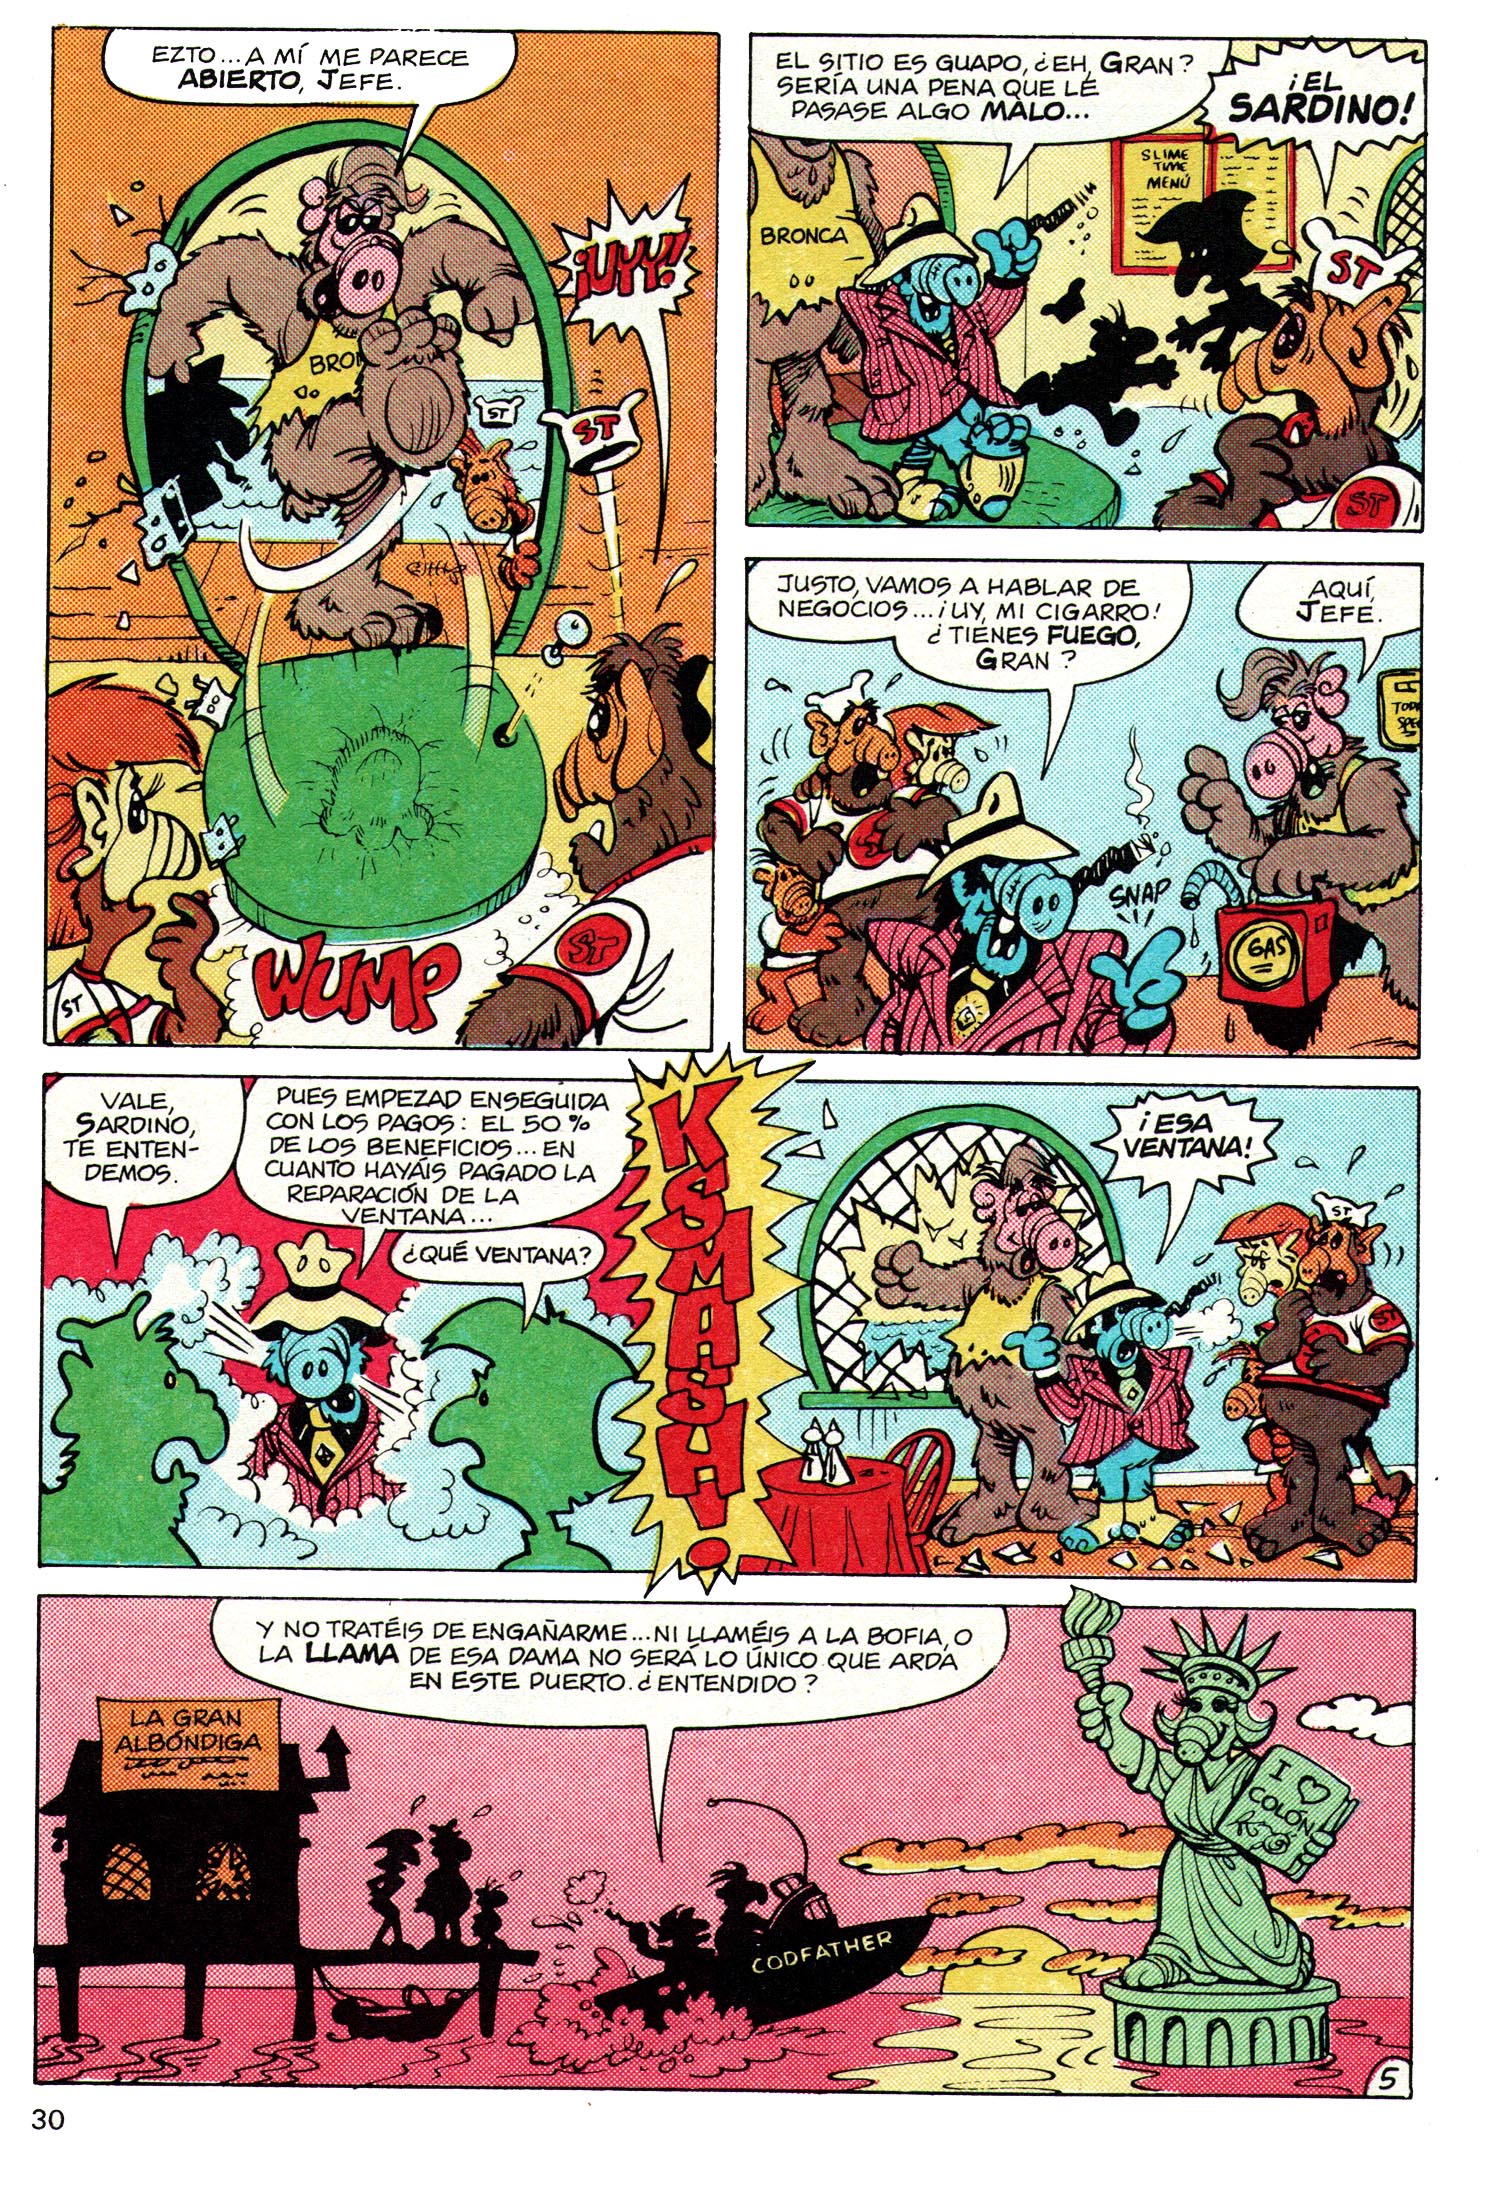 EZTO... A MÍ ME PARECE
ABIERTO, JEFE.
¡UYY!
BRON
ST
ST
ST
ST
WUMP
EL SITIO ES GUAPO, ¿EH, GRAN?
SERÍA UNA PENA QUE LE
PASASE ALGO MALO...
¡EL
SARDINO!
SLIME
TIME
MENÚ
BRONCA
ST
ST
JUSTO, VAMOS A HABLAR DE
NEGOCIOS... ¡UY, MI CIGARRO!
¿TIENES FUEGO,
GRAN?
AQUÍ,
JEFE.
SNAP
GAS
VALE,
SARDINO,
TE ENTEN-
DEMOS.
PUES EMPEZAD ENSEGUIDA
CON LOS PAGOS: EL 50 %
DE LOS BENEFICIOS... EN
CUANTO HAYÁIS PAGADO LA
REPARACIÓN DE LA
VENTANA...
¿QUÉ VENTANA?
KSMASH!
¡ESA
VENTANA!
ST
ST
Y NO TRATÉIS DE ENGAÑARME... NI LLAMÉIS A LA BOFIA, O
LA LLAMA DE ESA DAMA NO SERÁ LO ÚNICO QUE ARDA
EN ESTE PUERTO. ¿ENTENDIDO?
LA GRAN
ALBÓNDIGA
CODFATHER
I ♡
COLÓN
5
30